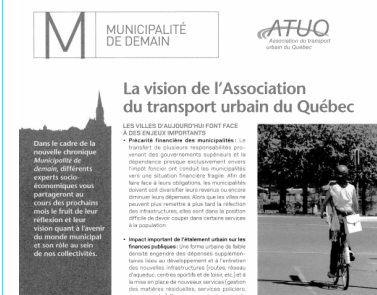 M
MUNICIPALITÉ
DE DEMAIN
ATUQ
Association du transport
urbain du Québec
La vision de l'Association
du transport urbain du Québec
Dans le cadre de la
nouvelle chronique
Municipalité de
demain, différents
experts socio-
économiques vous
partageront au
cours des prochains
mois le fruit de leur
réflexion et leur
vision quant à l'avenir
du monde municipal
et son rôle au sein
de nos collectivités.
LES VILLES D'AUJOURD'HUI FONT FACE
À DES ENJEUX IMPORTANTS
• Précarité financière des municipalités: Le
transfert de plusieurs responsabilités pro-
venant des gouvernements supérieurs et la
dépendance presque exclusivement envers
l'impôt foncier ont conduit les municipalités
vers une situation financière fragile. Afin de
faire face à leurs obligations, les municipalités
doivent soit diversifier leurs revenus ou encore
diminuer leurs dépenses. Alors que les villes ne
peuvent plus remettre à plus tard la réfection
des infrastructures, elles sont dans la position
difficile de devoir couper dans certains services
à la population.
• Impact important de l'étalement urbain sur les
finances publiques: Une forme urbaine de faible
densité engendre des dépenses supplémen-
taires liées au développement et à l'entretien
des nouvelles infrastructures (routes, réseau
d'aqueduc, centres sportifs et de loisir, etc.) et à
la mise en place de nouveaux services (gestion
des matières résiduelles, services policiers,